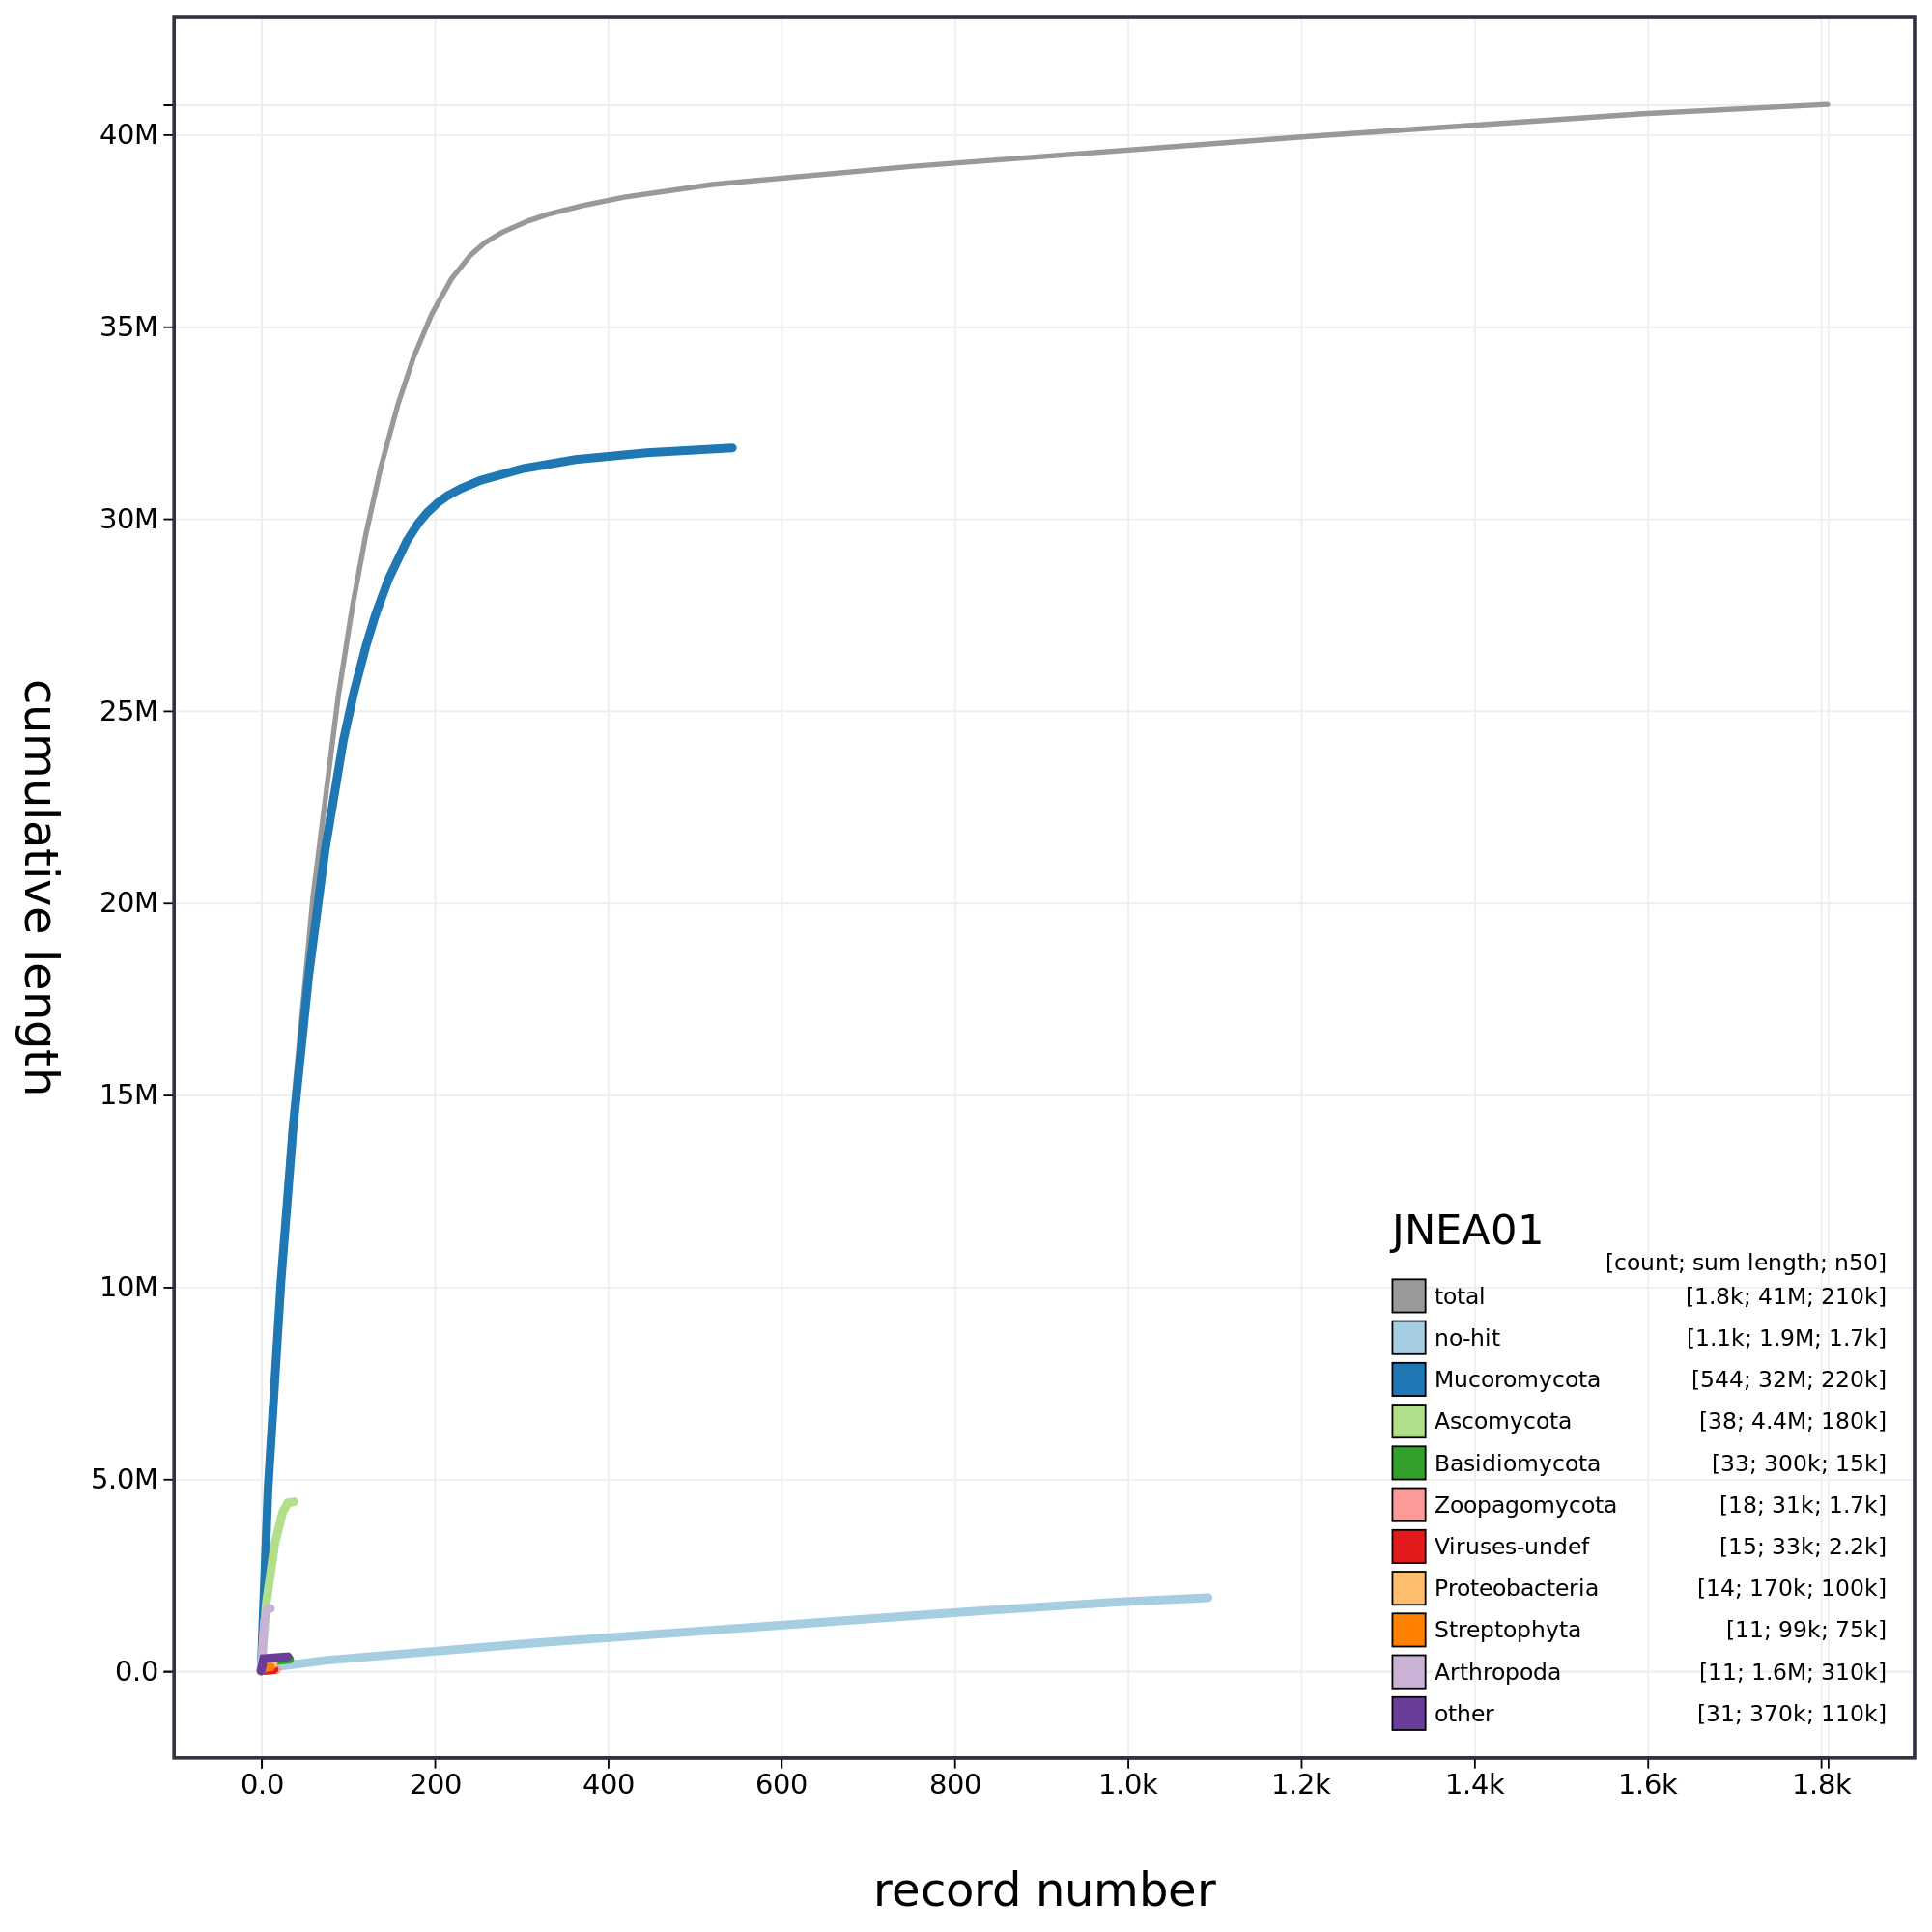 40M
35M
30M
25M
20M
15M
10M
5.0M
0.0
cumulative length
JNEA01
[count; sum length; n50]
total [1.8k; 41M; 210k]
no-hit [1.1k; 1.9M; 1.7k]
Mucoromycota [544; 32M; 220k]
Ascomycota [38; 4.4M; 180k]
Basidiomycota [33; 300k; 15k]
Zoopagomycota [18; 31k; 1.7k]
Viruses-undef [15; 33k; 2.2k]
Proteobacteria [14; 170k; 100k]
Streptophyta [11; 99k; 75k]
Arthropoda [11; 1.6M; 310k]
other [31; 370k; 110k]
0.0 200 400 600 800 1.0k 1.2k 1.4k 1.6k 1.8k
record number